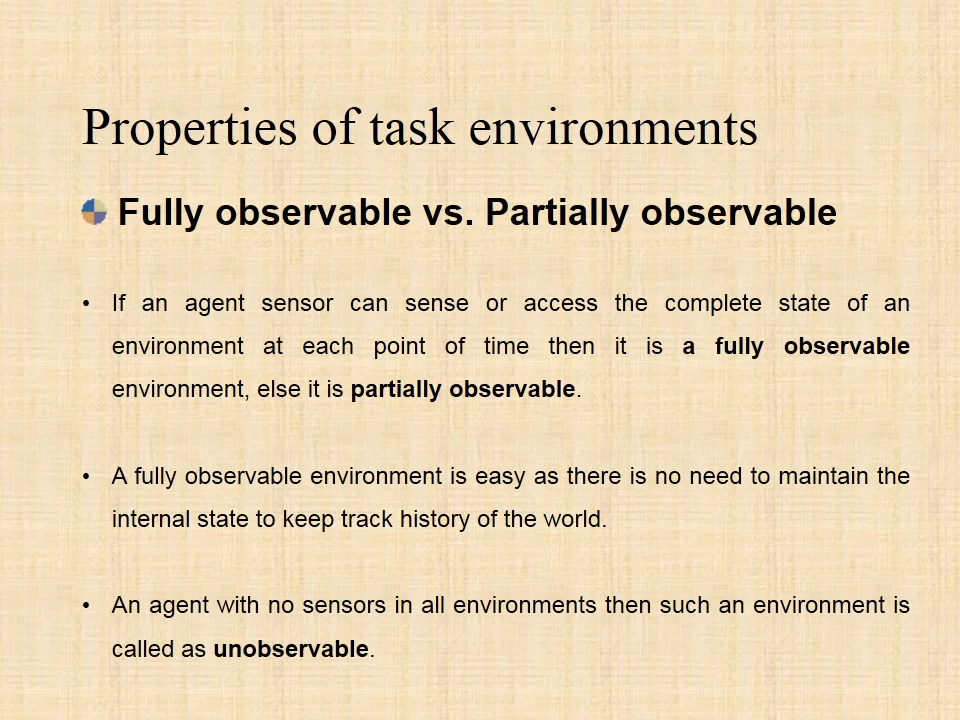 Properties of task environments
Fully observable vs. Partially observable
• If an agent sensor can sense or access the complete state of an
environment at each point of time then it is a fully observable
environment, else it is partially observable.
• A fully observable environment is easy as there is no need to maintain the
internal state to keep track history of the world.
• An agent with no sensors in all environments then such an environment is
called as unobservable.